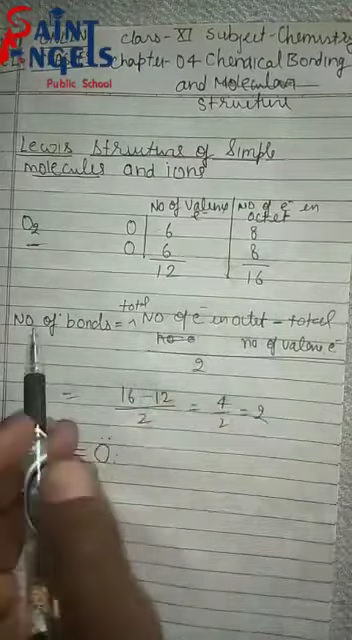 SAINT
ANGELS
Public School
class-XI Subject-Chemistry
chapter-04 Chemical Bonding
and Molecular
structure
Lewis Structure of Simple
molecules and ions
No of Valence e⁻ No of e⁻ in octet
O₂ O 6 8
O 6 8
12 16
No of bonds = total No of e⁻ in octet - total no of valence e⁻
2
= 16-12 / 2 = 4 / 2 = 2
= Ö: